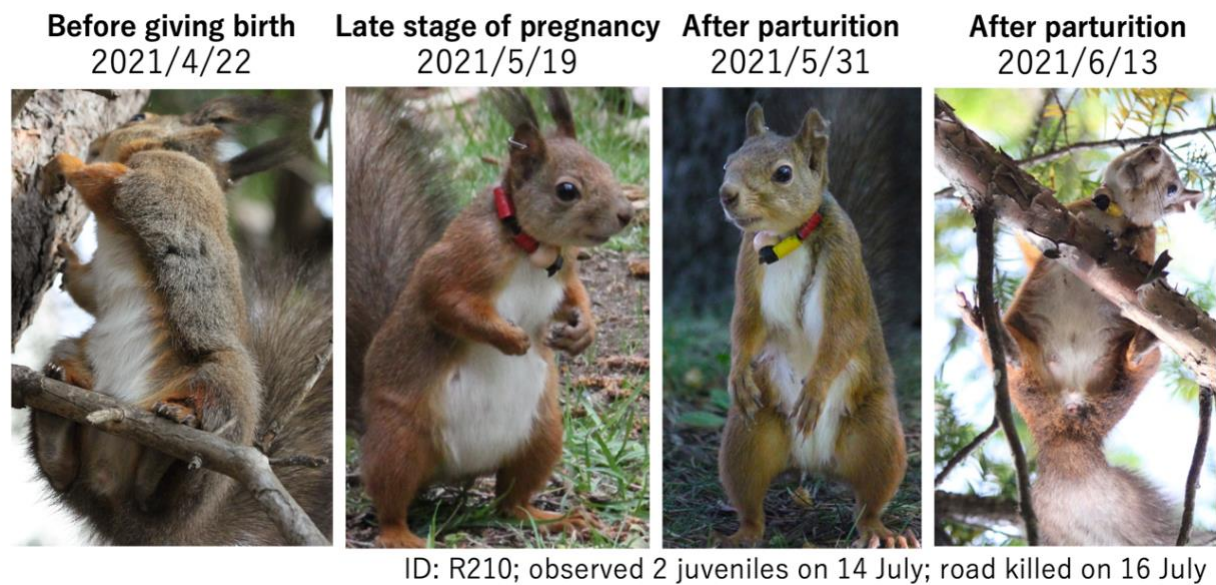 Before giving birth
2021/4/22
Late stage of pregnancy
2021/5/19
After parturition
2021/5/31
After parturition
2021/6/13
ID: R210; observed 2 juveniles on 14 July; road killed on 16 July